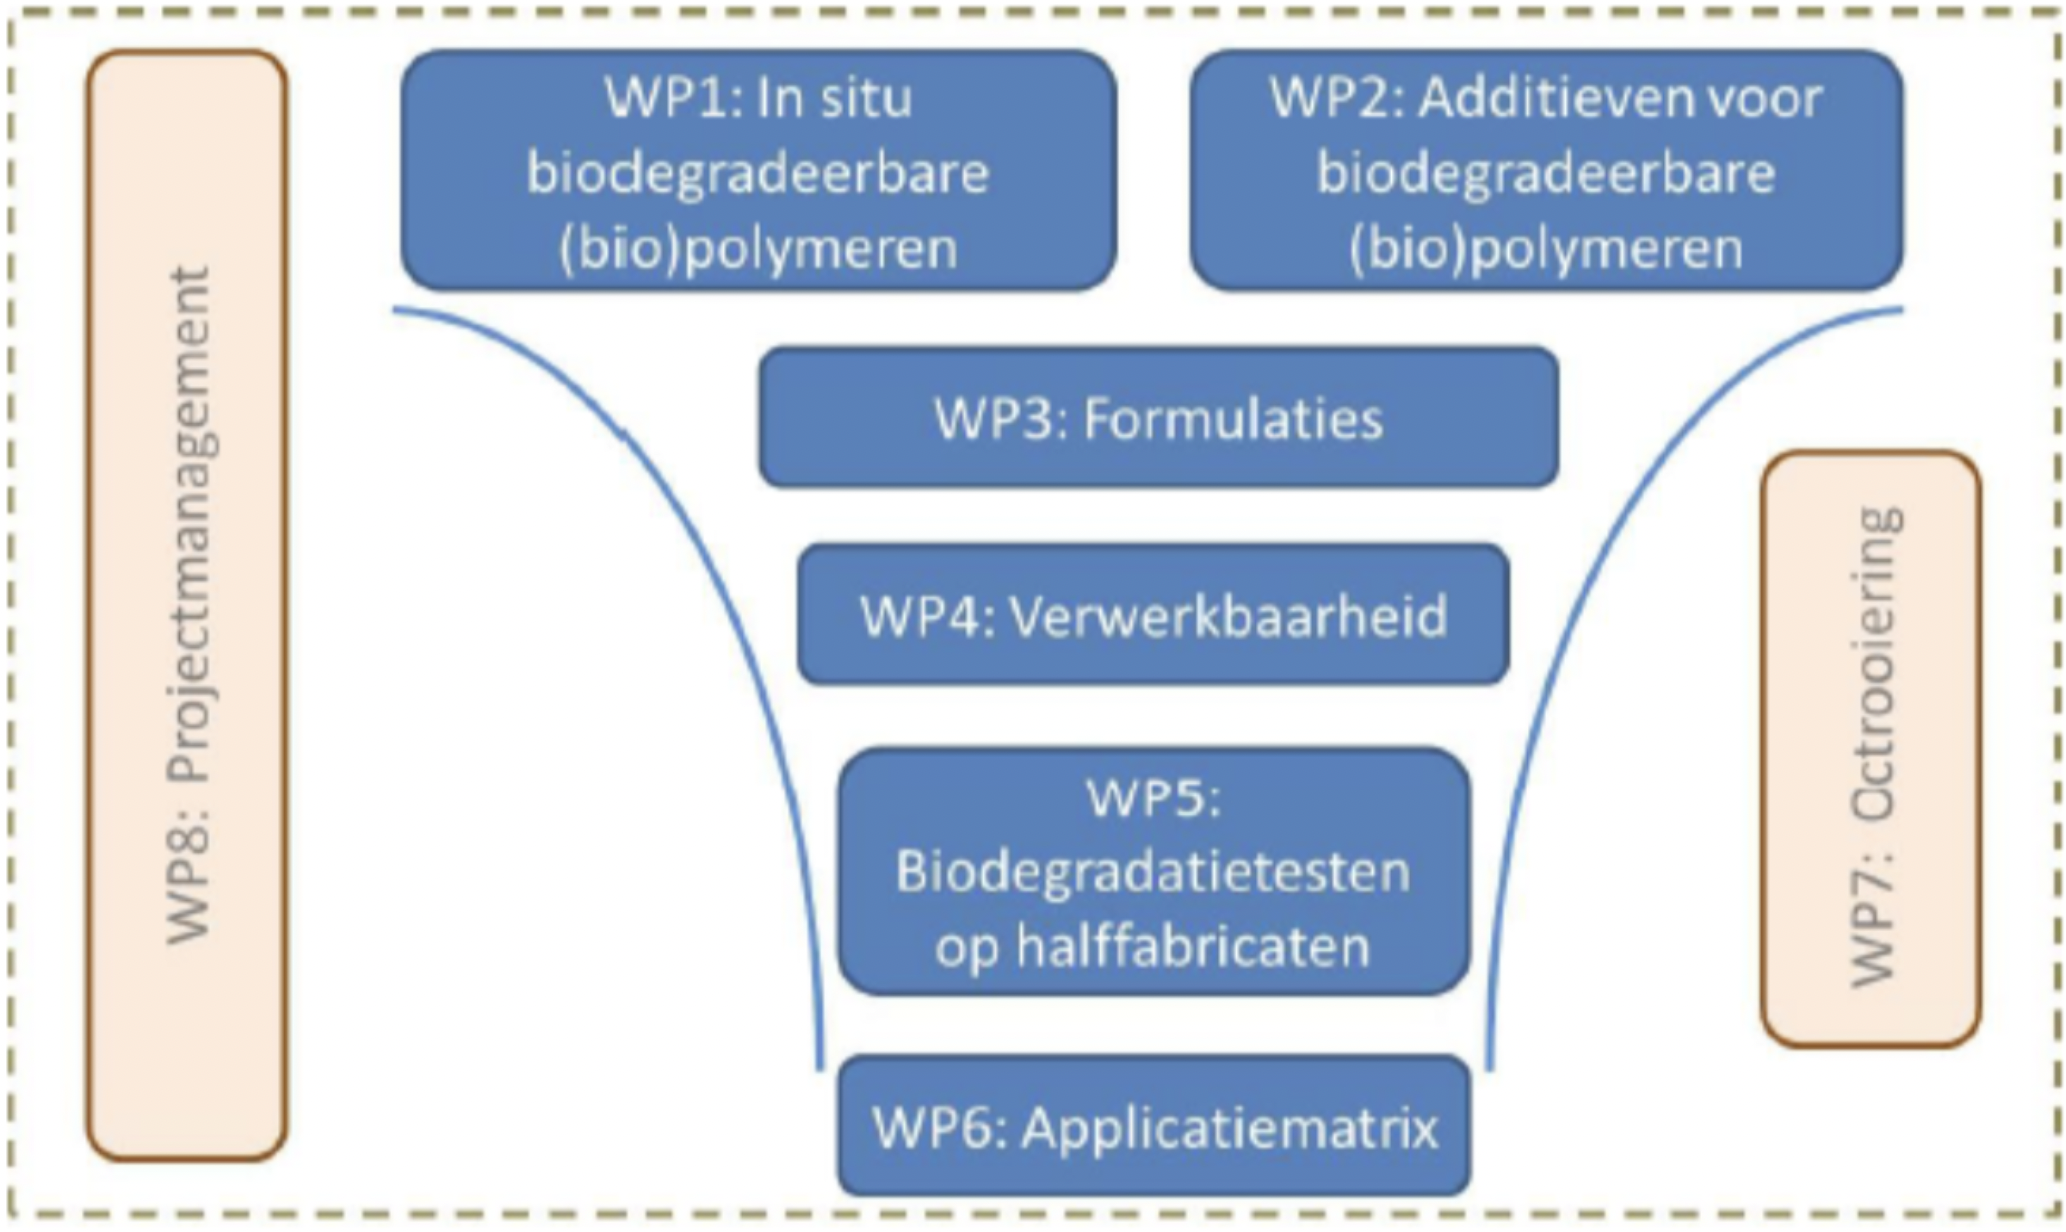 WP8: Projectmanagement
WP1: In situ
biodegradeerbare
(bio)polymeren
WP2: Additieven voor
biodegradeerbare
(bio)polymeren
WP3: Formulaties
WP4: Verwerkbaarheid
WP5:
Biodegradatietesten
op halffabricaten
WP6: Applicatiematrix
WP7: Octrooiering